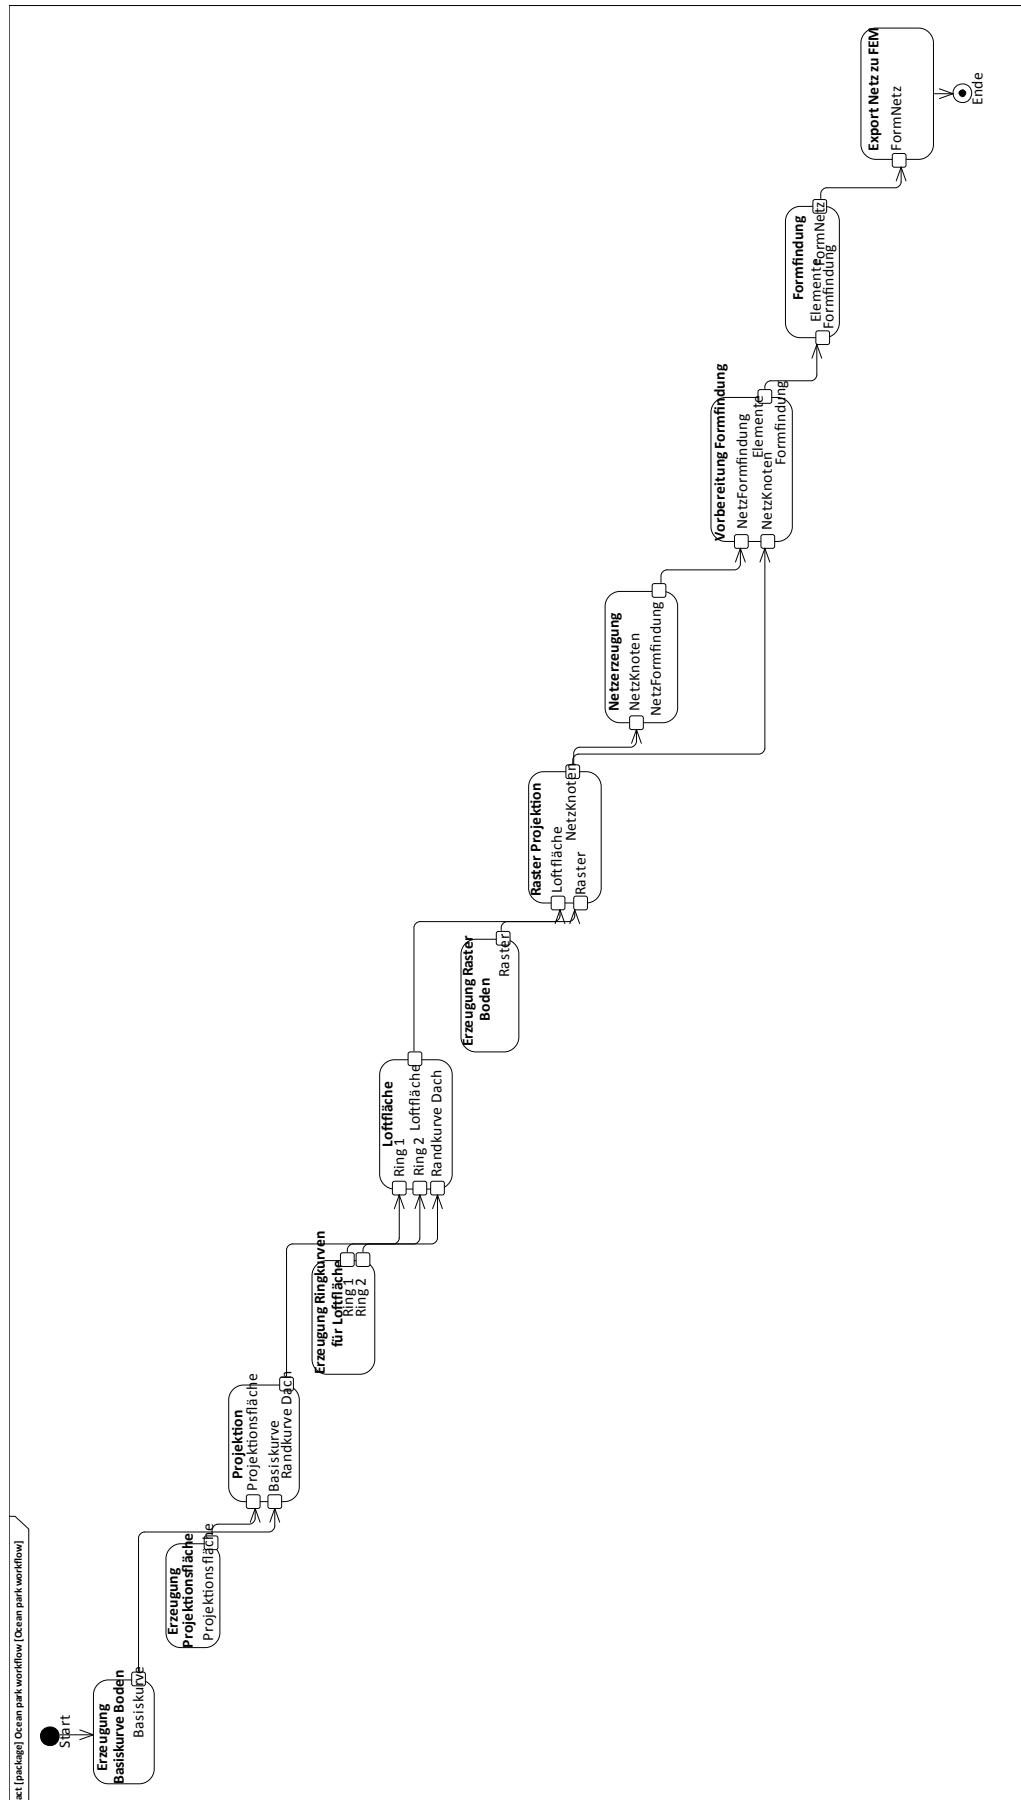 act [package] Ocean park workflow [Ocean park workflow]
Start
Erzeugung
Basiskurve Boden
Basiskurve
Erzeugung
Projektionsfläche
Projektionsfläche
Projektion
Projektionsfläche
Basiskurve
Randkurve Dach
Erzeugung Ringkurven
für Loftfläche
Ring 1
Ring 2
Loftfläche
Ring 1
Ring 2
Loftfläche
Randkurve Dach
Erzeugung Raster
Boden
Raster
Raster Projektion
Loftfläche
NetzKnoten
Raster
Netzerzeugung
NetzKnoten
NetzFormfindung
Vorbereitung Formfindung
NetzFormfindung
Elemente
NetzKnoten
Formfindung
Formfindung
Elemente
FormNetz
Formfindung
Export Netz zu FEM
FormNetz
Ende